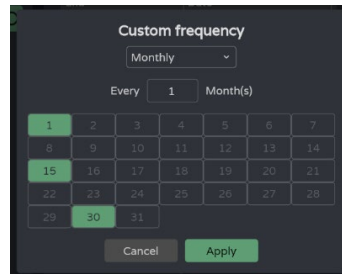 Custom frequency
Monthly
Every 1 Month(s)
1 2 3 4 5 6 7
8 9 10 11 12 13 14
15 16 17 18 19 20 21
22 23 24 25 26 27 28
29 30 31
Cancel Apply